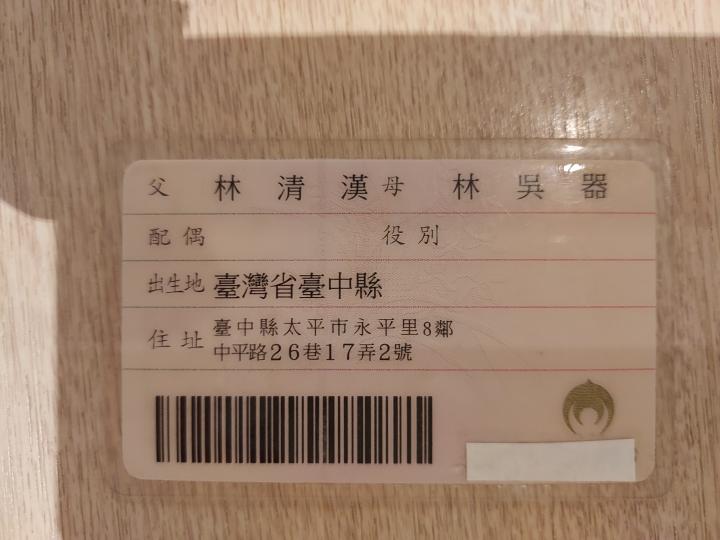 父 林清漢 母 林吳器
配偶 役別
出生地 臺灣省臺中縣
住址 臺中縣太平市永平里8鄰
中平路26巷17弄2號